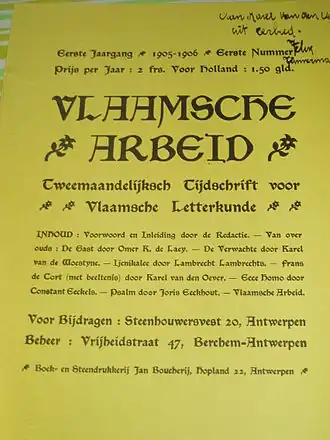 Van Karel van den
uit eerbied.
Felix
Timmermans
Eerste Jaargang • 1905-1906 • Eerste Nummer
Prijs per Jaar : 2 frs. Voor Holland : 1.50 gld.
VLAAMSCHE
ARBEID
Tweemaandelijksch Tijdschrift voor
Vlaamsche Letterkunde
INHOUD : Voorwoord en Inleiding door de Redactie. — Van over
ouds : De Gast door Omer K. de Laey. — De Verwachte door Karel
van de Woestyne. — Ijenikalee door Lambrecht Lambrechts. — Frans
de Cort (met beeltenis) door Karel van den Oever. — Ecce Homo door
Constant Eeckels. — Psalm door Joris Eeckhout. — Vlaamsche Arbeid.
Voor Bijdragen : Steenhouwersvest 20, Antwerpen
Beheer : Vrijheidstraat 47, Berchem-Antwerpen
Boek- en Steendrukkerij Jan Boucherij, Hopland 22, Antwerpen